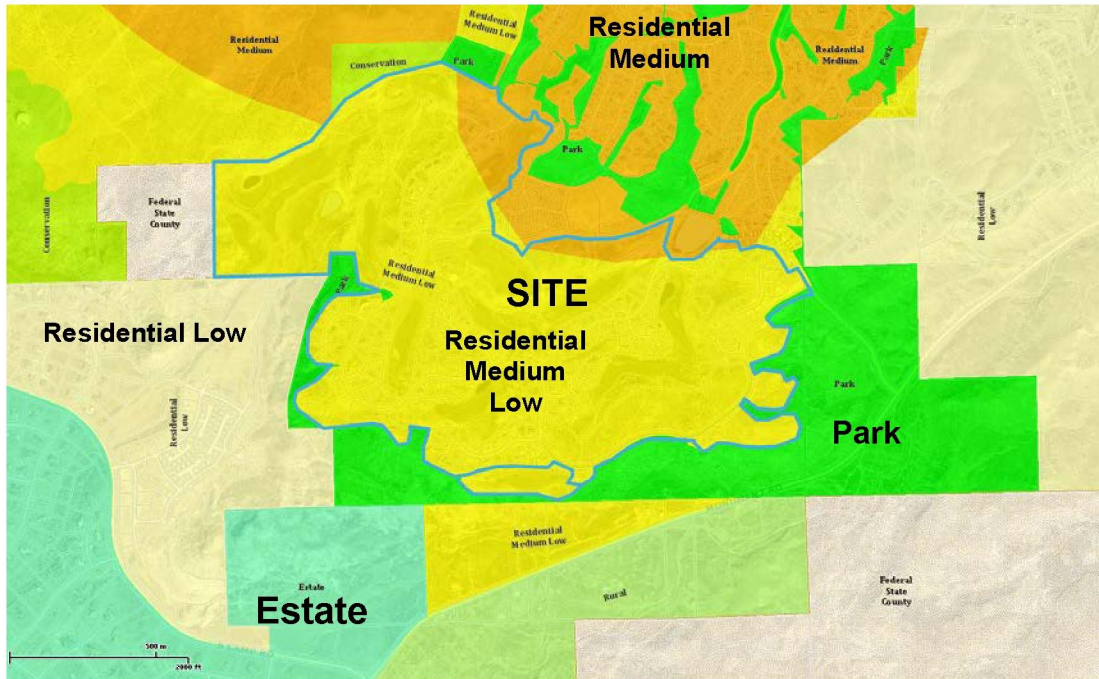 Residential
Medium Low
Residential
Medium
Residential
Medium
Residential
Medium
Park
Conservation
Park
Park
Conservation
Federal
State
County
Residential
Low
Residential
Medium Low
Park
SITE
Residential Low
Residential
Medium
Low
Park
Residential
Low
Park
Residential
Medium Low
Estate
Estate
Rural
Federal
State
County
500 m
2000 ft